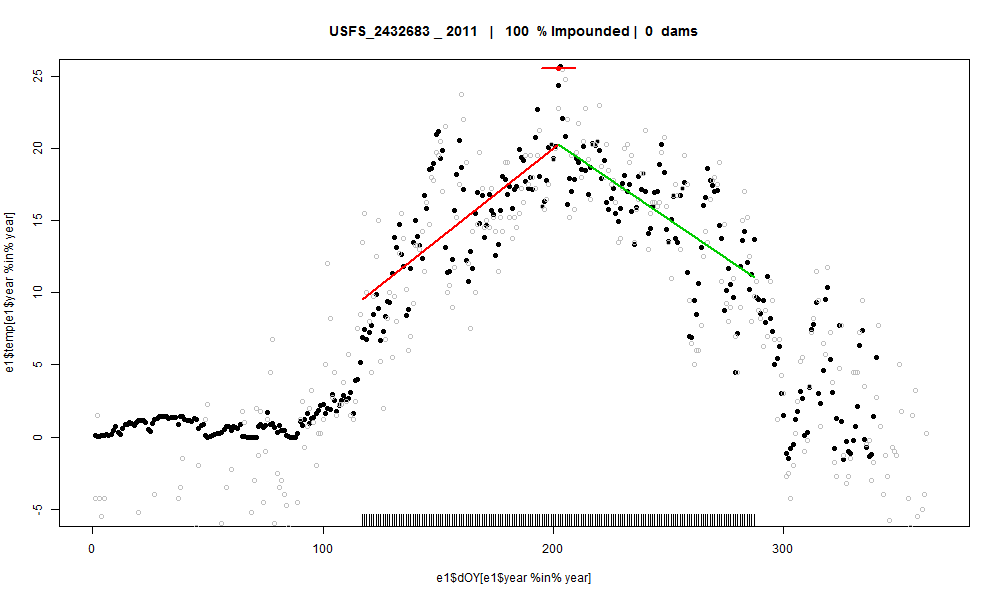 USFS_2432683 _ 2011 | 100 % Impounded | 0 dams
25
20
15
10
5
0
-5
e1$temp[e1$year %in% year]
0 100 200 300
e1$dOY[e1$year %in% year]